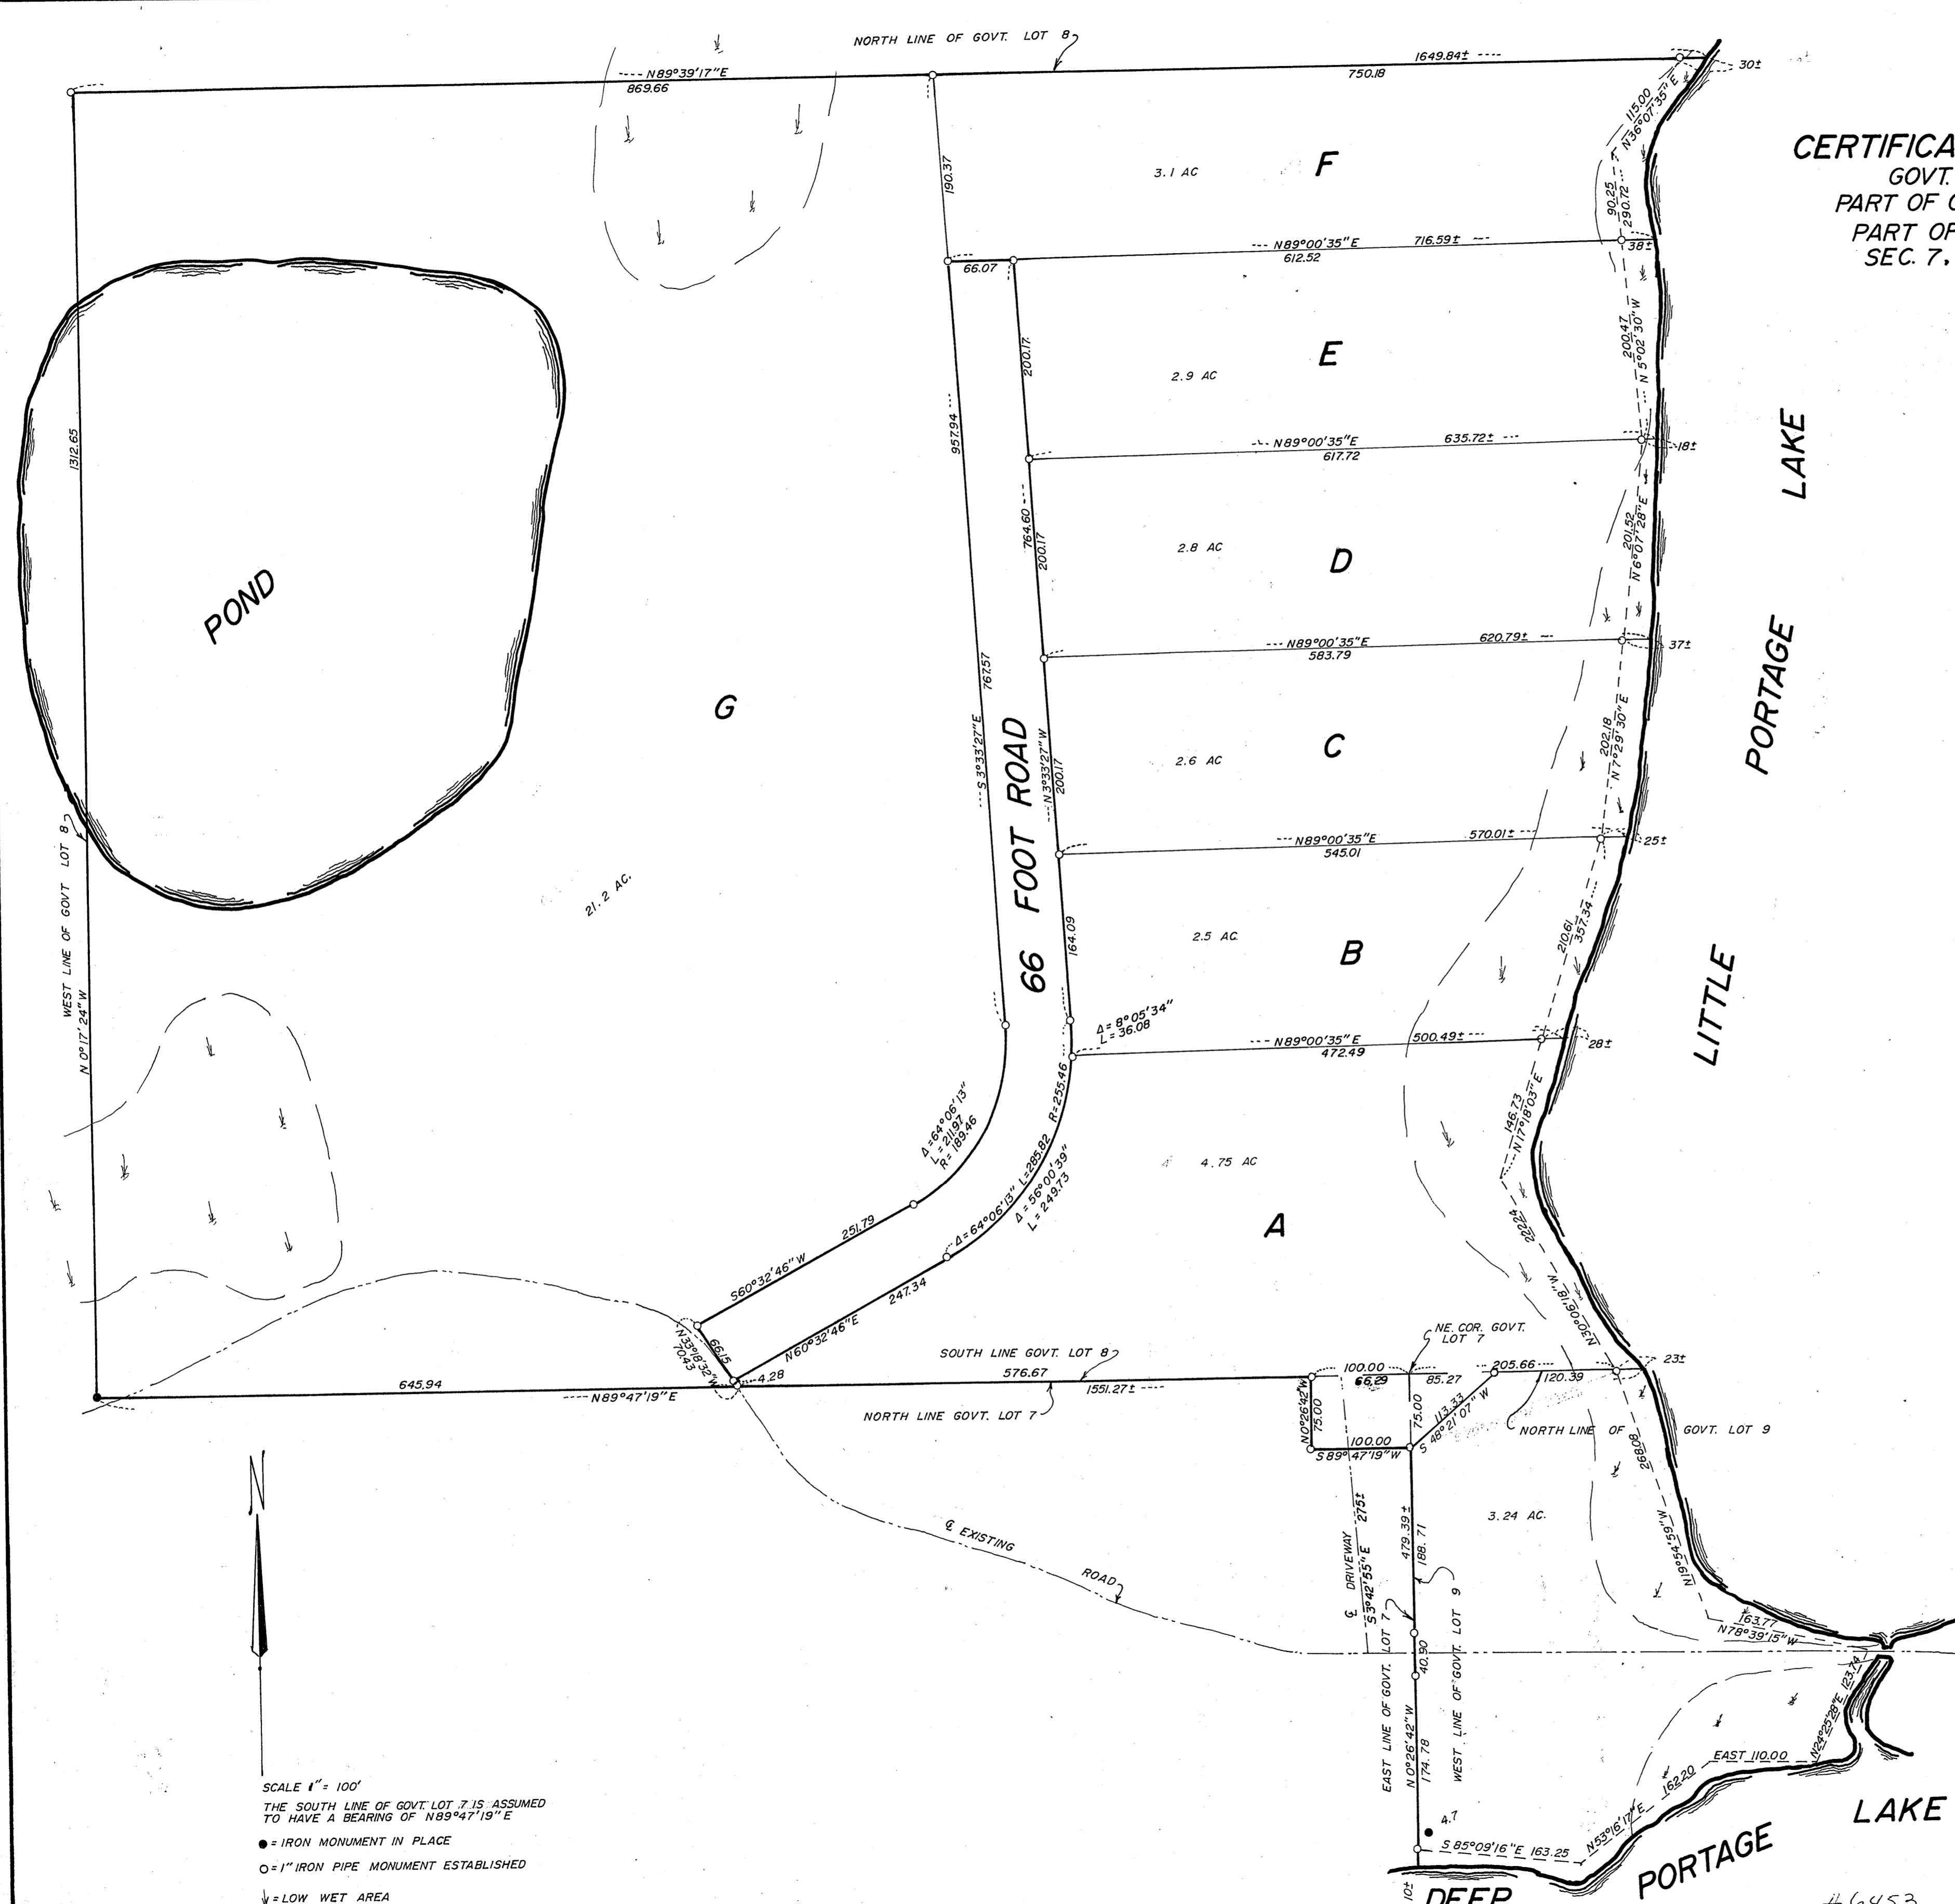 NORTH LINE OF GOVT. LOT 8
N89°39'17"E
869.66
1649.84±
750.18
30±
115.00
N36°07'35"E
CERTIFICA
GOVT.
PART OF
PART OF
SEC. 7,
F
3.1 AC
190.37
90.25
290.72
N89°00'35"E
716.59±
612.52
38±
66.07
E
2.9 AC
200.17
200.47
N 5°02'30"W
N89°00'35"E
635.72±
617.72
18±
957.94
1312.65
LAKE
D
2.8 AC
764.60
200.17
201.52
N6°07'28"E
N89°00'35"E
620.79±
583.79
37±
POND
G
767.57
S 3°33'27"E
66 FOOT ROAD
N3°33'27"W
200.17
C
2.6 AC
202.18
N7°29'30"E
PORTAGE
N89°00'35"E
570.01±
545.01
25±
21.2 AC.
WEST LINE OF GOVT LOT 8
N 0°17'24"W
B
2.5 AC.
164.09
210.61
357.34
LITTLE
Δ=8°05'34"
L=36.08
N89°00'35"E
500.49±
472.49
28±
Δ=64°06'13"
L=211.97
R=189.46
Δ=64°06'13" L=285.82 R=255.46
Δ=56°00'39"
L=249.73
4.75 AC
A
146.73
N17°18'03"E
222.24
N30°06'18"W
251.79
S60°32'46"W
247.34
N60°32'46"E
66.15
N33°18'32"W
70.43
4.28
645.94
N89°47'19"E
SOUTH LINE GOVT. LOT 8
576.67
1551.27±
NORTH LINE GOVT. LOT 7
NE. COR. GOVT.
LOT 7
100.00
66.29
85.27
205.66
120.39
23±
N0°26'42"W
75.00
75.00
113.33
S 48°21'07"W
100.00
S89°47'19"W
NORTH LINE OF GOVT. LOT 9
268.08
N19°54'59"W
3.24 AC.
℄ DRIVEWAY
S3°42'55"E 275±
479.39±
188.71
℄ EXISTING ROAD
EAST LINE OF GOVT. LOT 7
WEST LINE OF GOVT. LOT 9
40.90
N0°26'42"W
174.78
163.77
N78°39'15"W
N24°25'28"E 123.74
EAST 110.00
162.20
N53°16'17"E
4.7
S 85°09'16"E 163.25
10±
DEEP
PORTAGE
LAKE
N
SCALE 1"= 100'
THE SOUTH LINE OF GOVT. LOT 7 IS ASSUMED
TO HAVE A BEARING OF N89°47'19"E
● = IRON MONUMENT IN PLACE
○ = 1" IRON PIPE MONUMENT ESTABLISHED
= LOW WET AREA
#6453